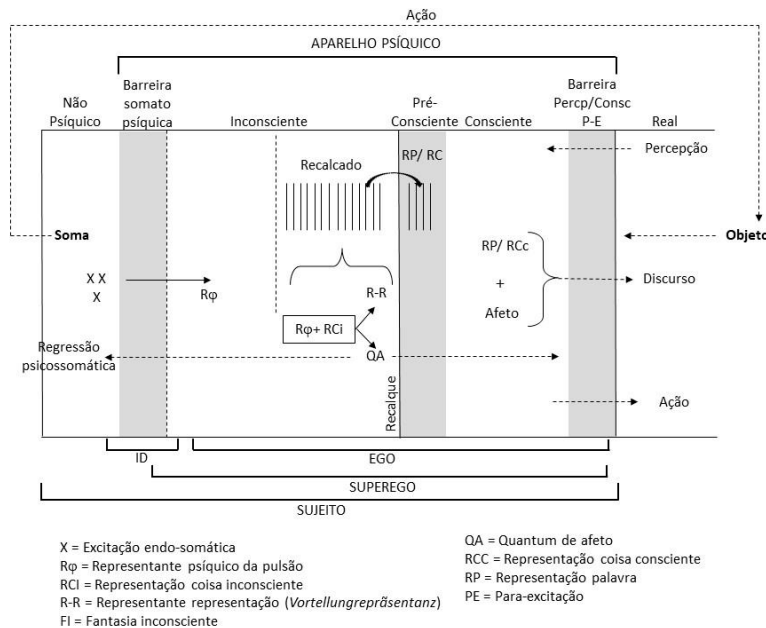 Ação
APARELHO PSÍQUICO
Não
Psíquico
Barreira
somato
psíquica
Inconsciente
Pré-
Consciente
Consciente
Barreira
Percp/Consc
P-E
Real
Recalcado
RP/ RC
Percepção
Soma
Objeto
X X
X
Rφ
R-R
RP/ RCc
+
Afeto
Discurso
Rφ+ RCi
QA
Regressão
psicossomática
Recalque
Ação
ID
EGO
SUPEREGO
SUJEITO
X = Excitação endo-somática
Rφ = Representante psíquico da pulsão
RCI = Representação coisa inconsciente
R-R = Representante representação (Vortellungrepräsentanz)
FI = Fantasia inconsciente
QA = Quantum de afeto
RCC = Representação coisa consciente
RP = Representação palavra
PE = Para-excitação